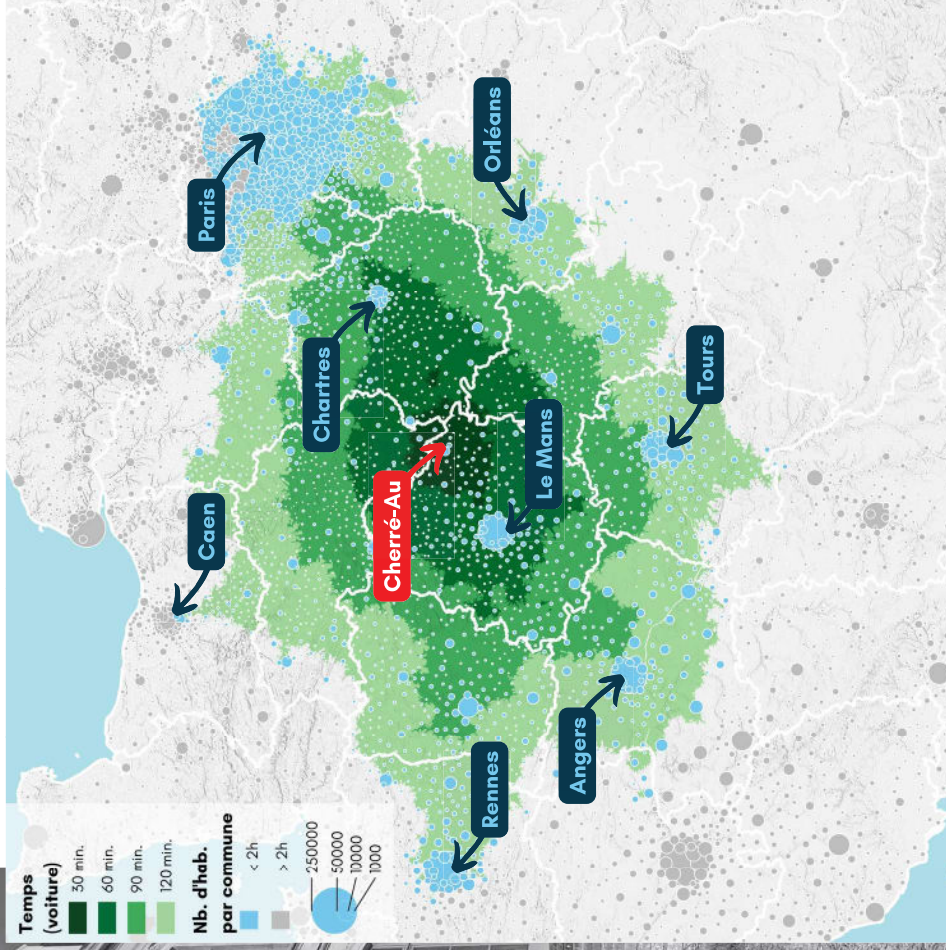 Temps
(voiture)
30 min.
60 min.
90 min.
120 min.
Nb. d'hab.
par commune
< 2h
> 2h
250000
50000
10000
1000
Paris
Orléans
Chartres
Tours
Caen
Cherré-Au
Le Mans
Rennes
Angers